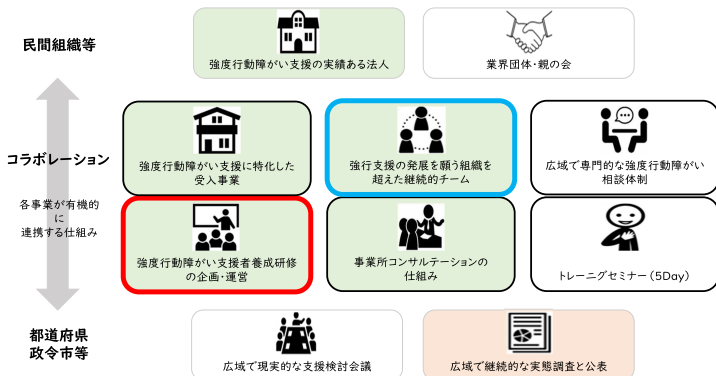 民間組織等
強度行動障がい支援の実績ある法人
業界団体・親の会
コラボレーション
各事業が有機的
に
連携する仕組み
強度行動障がい支援に特化した
受入事業
強行支援の発展を願う組織を
超えた継続的チーム
広域で専門的な強度行動障がい
相談体制
強度行動障がい支援者養成研修
の企画・運営
事業所コンサルテーションの
仕組み
トレーニグセミナー(5Day)
都道府県
政令市等
広域で現実的な支援検討会議
広域で継続的な実態調査と公表